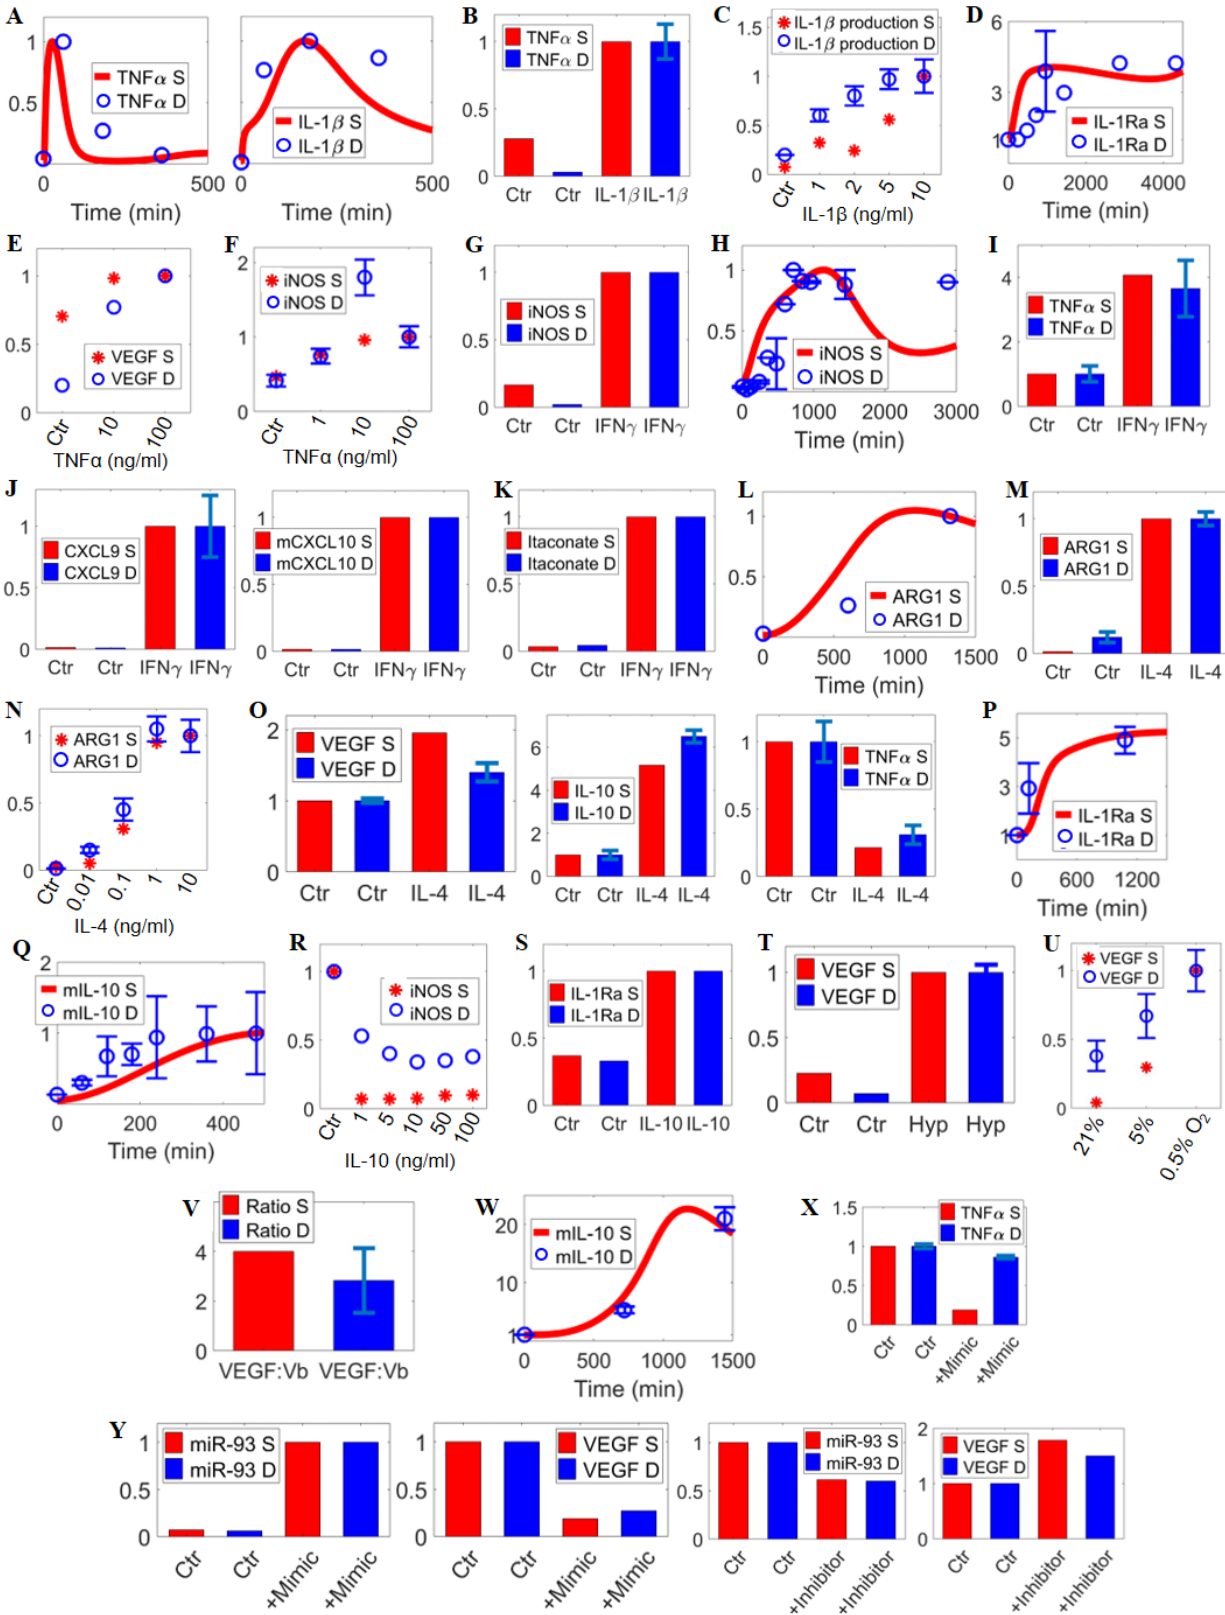 A
1
0.5
TNFα S
TNFα D
0
500
Time (min)
IL-1β S
IL-1β D
0
500
Time (min)
B
1
0.5
0
TNFα S
TNFα D
Ctr
Ctr
IL-1β
IL-1β
C
1.5
1
0.5
0
IL-1β production S
IL-1β production D
Ctr
1
2
5
10
IL-1β (ng/ml)
D
6
3
1
IL-1Ra S
IL-1Ra D
0
2000
4000
Time (min)
E
1
0.5
0
VEGF S
VEGF D
Ctr
10
100
TNFα (ng/ml)
F
2
1
0
iNOS S
iNOS D
Ctr
1
10
100
TNFα (ng/ml)
G
1
0.5
0
iNOS S
iNOS D
Ctr
Ctr
IFNγ
IFNγ
H
1
0.5
iNOS S
iNOS D
0
1000
2000
3000
Time (min)
I
4
2
0
TNFα S
TNFα D
Ctr
Ctr
IFNγ
IFNγ
J
1
0.5
0
CXCL9 S
CXCL9 D
Ctr
Ctr
IFNγ
IFNγ
1
0.5
0
mCXCL10 S
mCXCL10 D
Ctr
Ctr
IFNγ
IFNγ
K
1
0.5
0
Itaconate S
Itaconate D
Ctr
Ctr
IFNγ
IFNγ
L
1
0.5
ARG1 S
ARG1 D
0
500
1000
1500
Time (min)
M
1
0.5
0
ARG1 S
ARG1 D
Ctr
Ctr
IL-4
IL-4
N
1
0.5
0
ARG1 S
ARG1 D
Ctr
0.01
0.1
1
10
IL-4 (ng/ml)
O
2
1
0
VEGF S
VEGF D
Ctr
Ctr
IL-4
IL-4
6
4
2
0
IL-10 S
IL-10 D
Ctr
Ctr
IL-4
IL-4
1
0.5
0
TNFα S
TNFα D
Ctr
Ctr
IL-4
IL-4
P
5
3
1
IL-1Ra S
IL-1Ra D
0
600
1200
Time (min)
Q
2
1
mIL-10 S
mIL-10 D
0
200
400
Time (min)
R
1
0.5
0
iNOS S
iNOS D
Ctr
1
5
10
50
100
IL-10 (ng/ml)
S
1
0.5
0
IL-1Ra S
IL-1Ra D
Ctr
Ctr
IL-10
IL-10
T
1
0.5
0
VEGF S
VEGF D
Ctr
Ctr
Hyp
Hyp
U
1
0.5
0
VEGF S
VEGF D
21%
5%
0.5% O2
V
4
2
0
Ratio S
Ratio D
VEGF:Vb
VEGF:Vb
W
20
10
1
mIL-10 S
mIL-10 D
0
500
1000
1500
Time (min)
X
1.5
1
0.5
0
TNFα S
TNFα D
Ctr
Ctr
+Mimic
+Mimic
Y
1
0.5
0
miR-93 S
miR-93 D
Ctr
Ctr
+Mimic
+Mimic
1
0.5
0
VEGF S
VEGF D
Ctr
Ctr
+Mimic
+Mimic
1
0.5
0
miR-93 S
miR-93 D
Ctr
Ctr
+Inhibitor
+Inhibitor
2
1
0
VEGF S
VEGF D
Ctr
Ctr
+Inhibitor
+Inhibitor